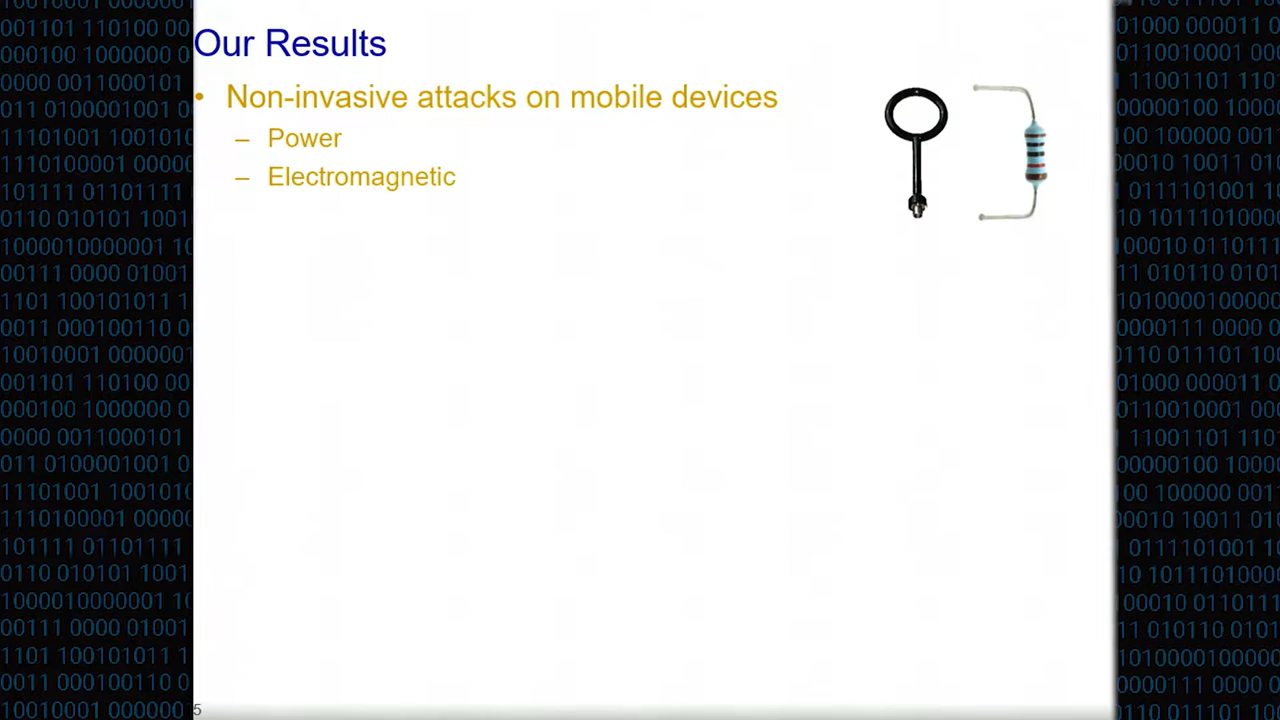 Our Results
• Non-invasive attacks on mobile devices
– Power
– Electromagnetic
5